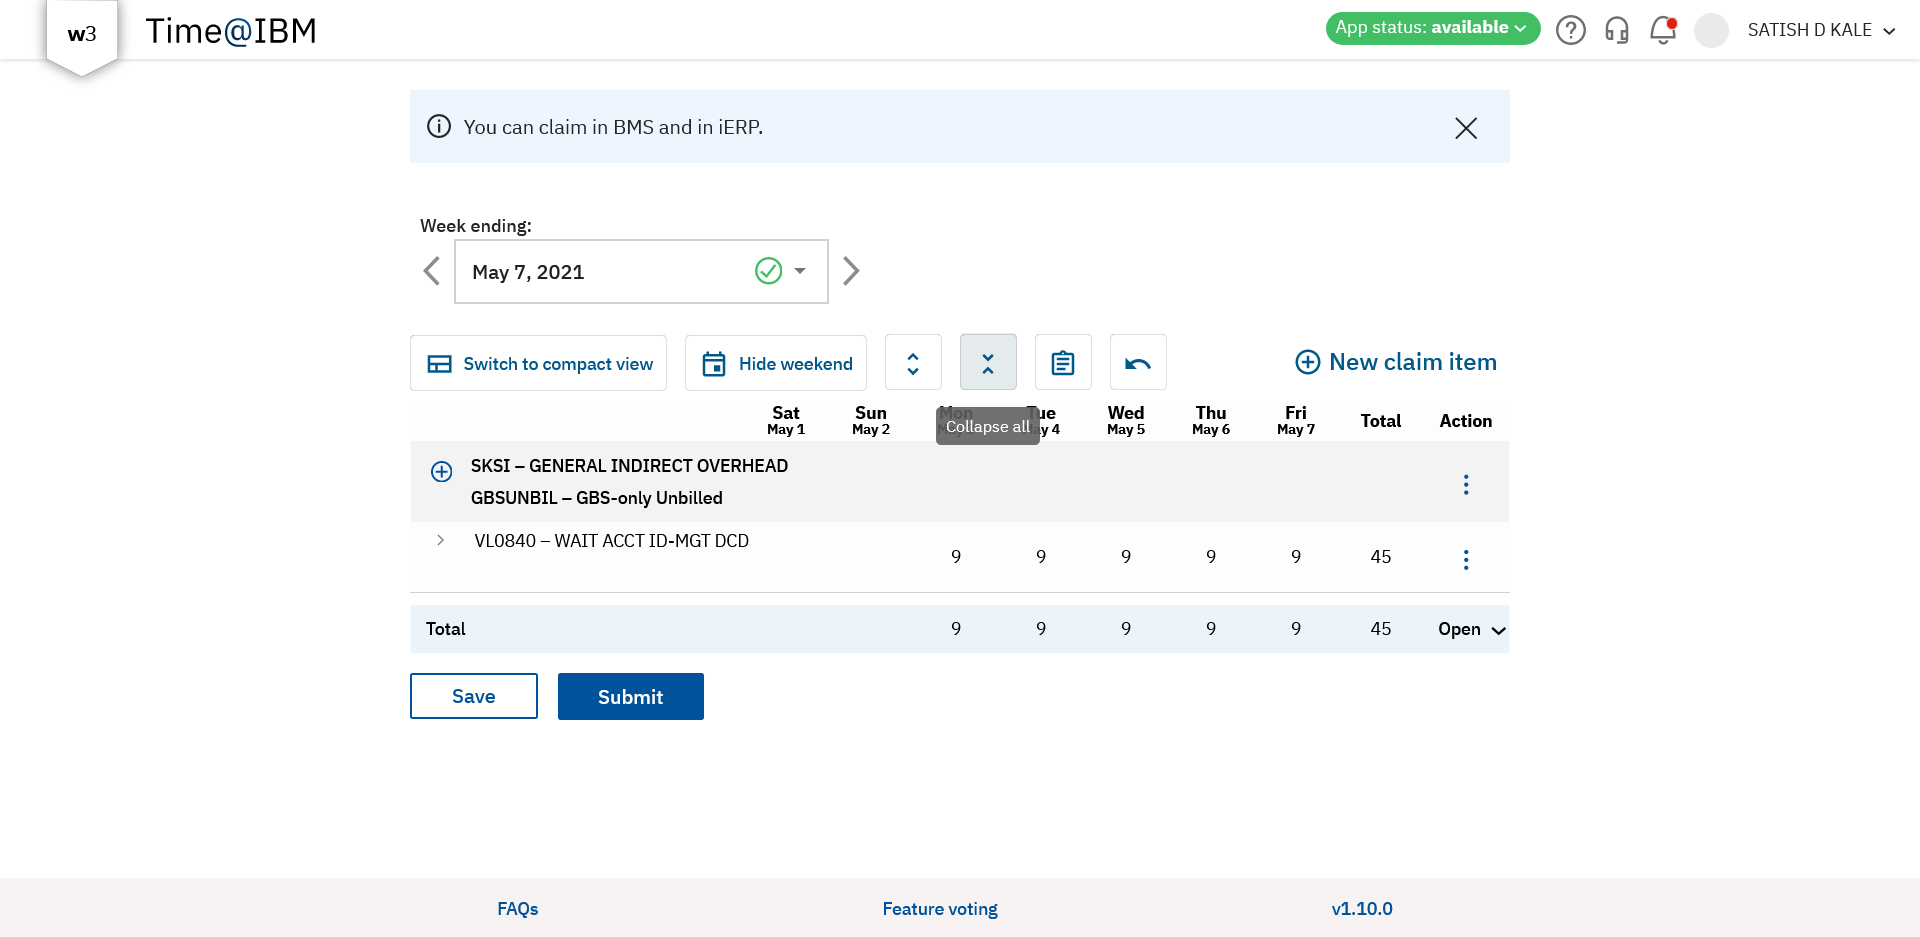 w3
Time@IBM
App status: available
SATISH D KALE
You can claim in BMS and in iERP.
Week ending:
May 7, 2021
Switch to compact view
Hide weekend
New claim item
Sat Sun Mon Tue Wed Thu Fri Total Action
May 1 May 2 May 4 May 5 May 6 May 7
Collapse all
SKSI – GENERAL INDIRECT OVERHEAD
GBSUNBIL – GBS-only Unbilled
VL0840 – WAIT ACCT ID-MGT DCD
9 9 9 9 9 45
Total 9 9 9 9 9 45 Open
Save Submit
FAQs Feature voting v1.10.0